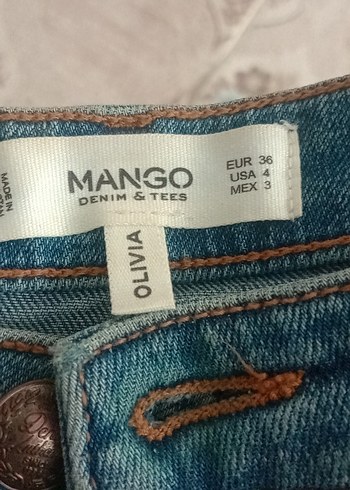 MANGO
DENIM & TEES
EUR 36
USA 4
MEX 3
MADE IN
OLIVIA